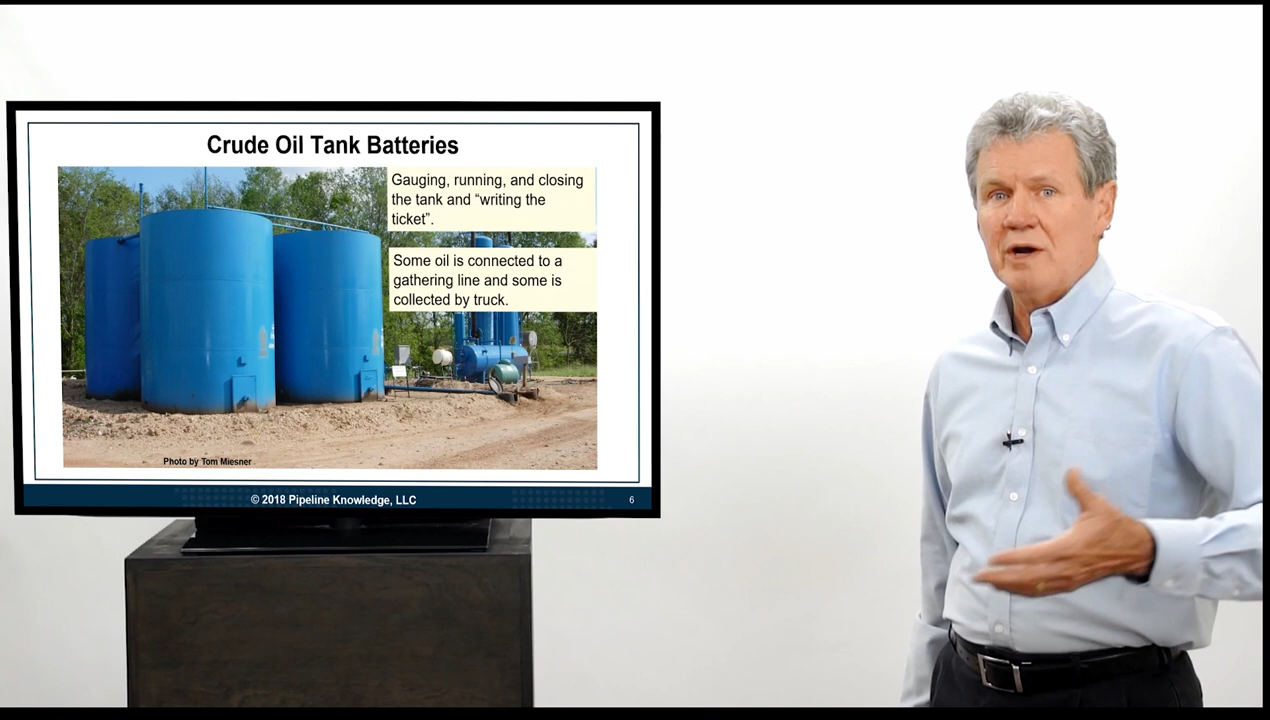 Crude Oil Tank Batteries
Gauging, running, and closing
the tank and “writing the
ticket”.
Some oil is connected to a
gathering line and some is
collected by truck.
Photo by Tom Miesner
© 2018 Pipeline Knowledge, LLC
6